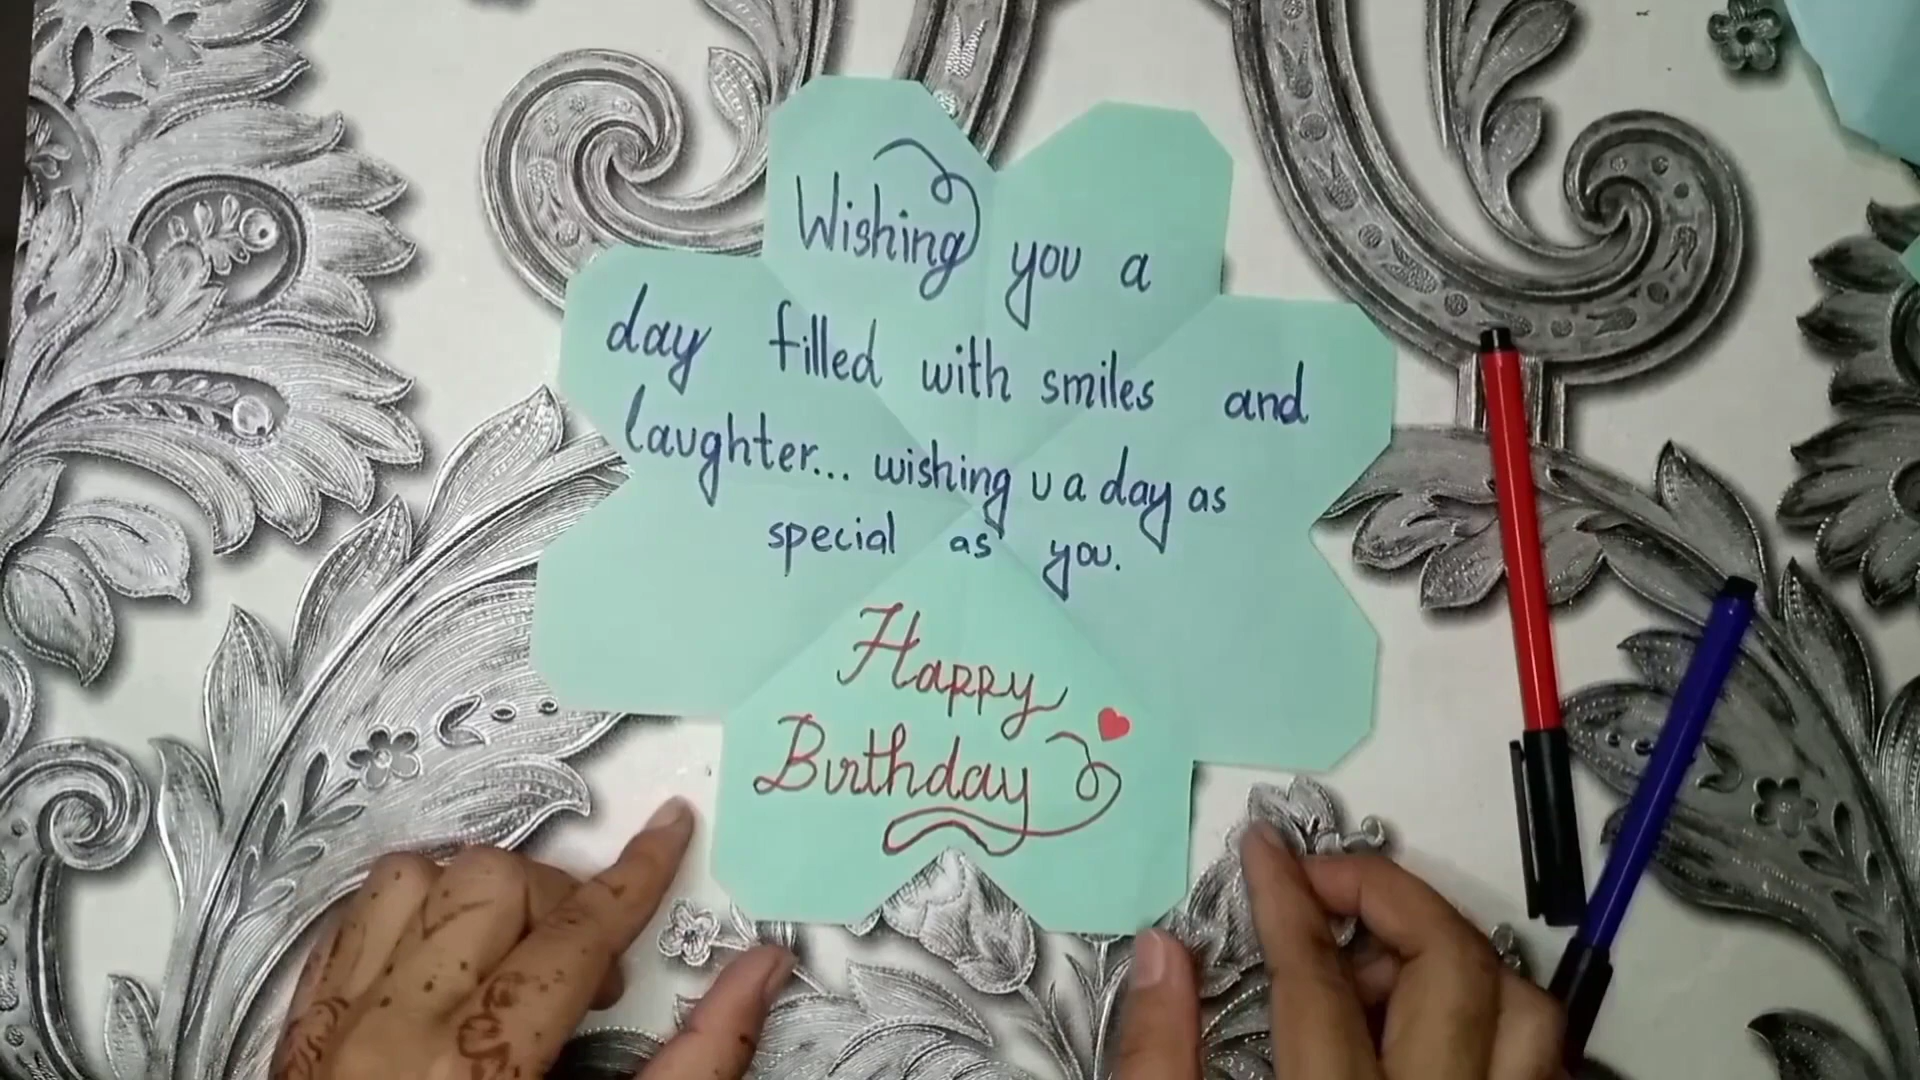 Wishing you a
day filled with smiles and
laughter... wishing u a day as
special as you.
Happy
Birthday